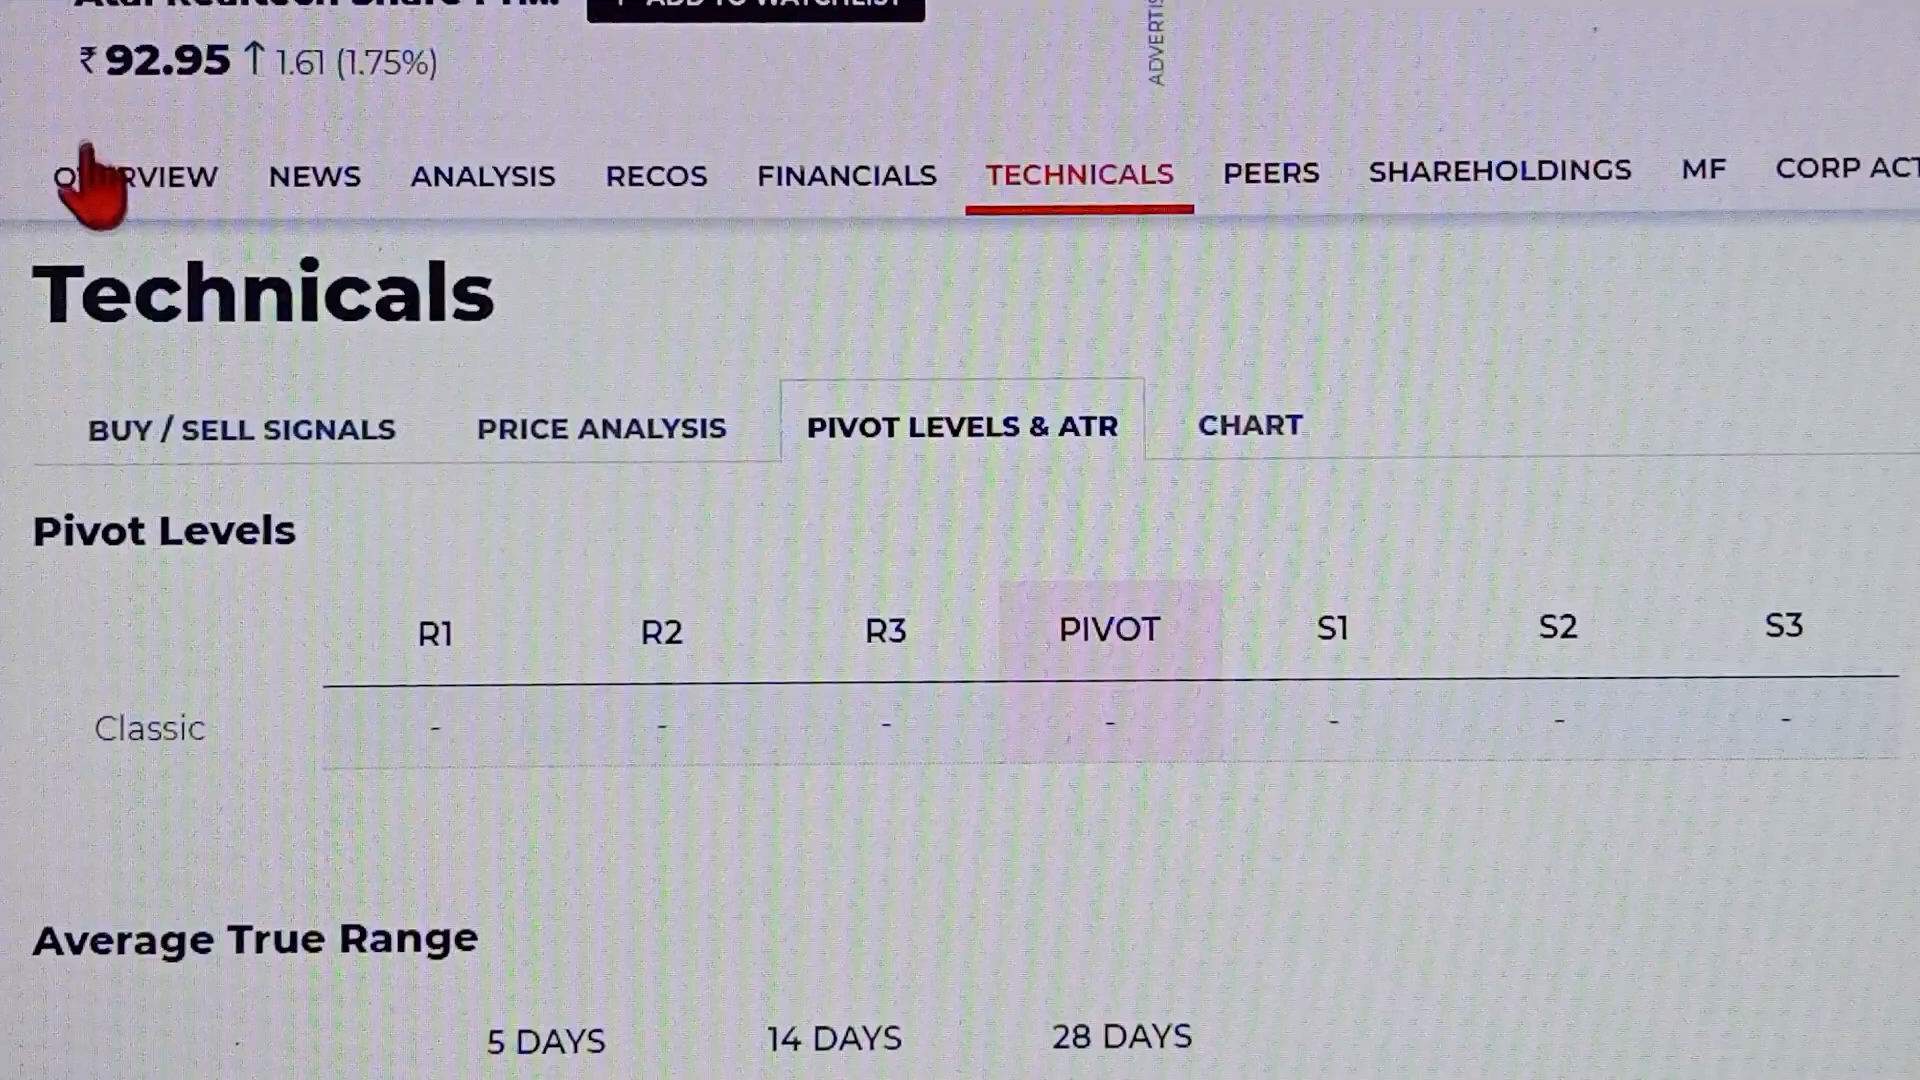 ₹ 92.95 ↑ 1.61 (1.75%)
OVERVIEW NEWS ANALYSIS RECOS FINANCIALS TECHNICALS PEERS SHAREHOLDINGS MF CORP ACT
Technicals
BUY / SELL SIGNALS PRICE ANALYSIS PIVOT LEVELS & ATR CHART
Pivot Levels
R1 R2 R3 PIVOT S1 S2 S3
Classic - - - - - - -
Average True Range
5 DAYS 14 DAYS 28 DAYS